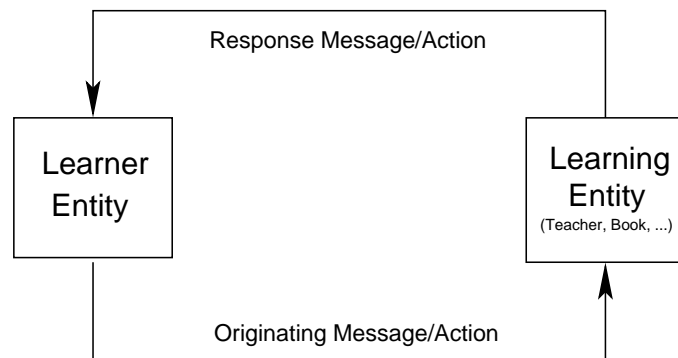 Response Message/Action
Learner
Entity
Learning
Entity
(Teacher, Book, ...)
Originating Message/Action